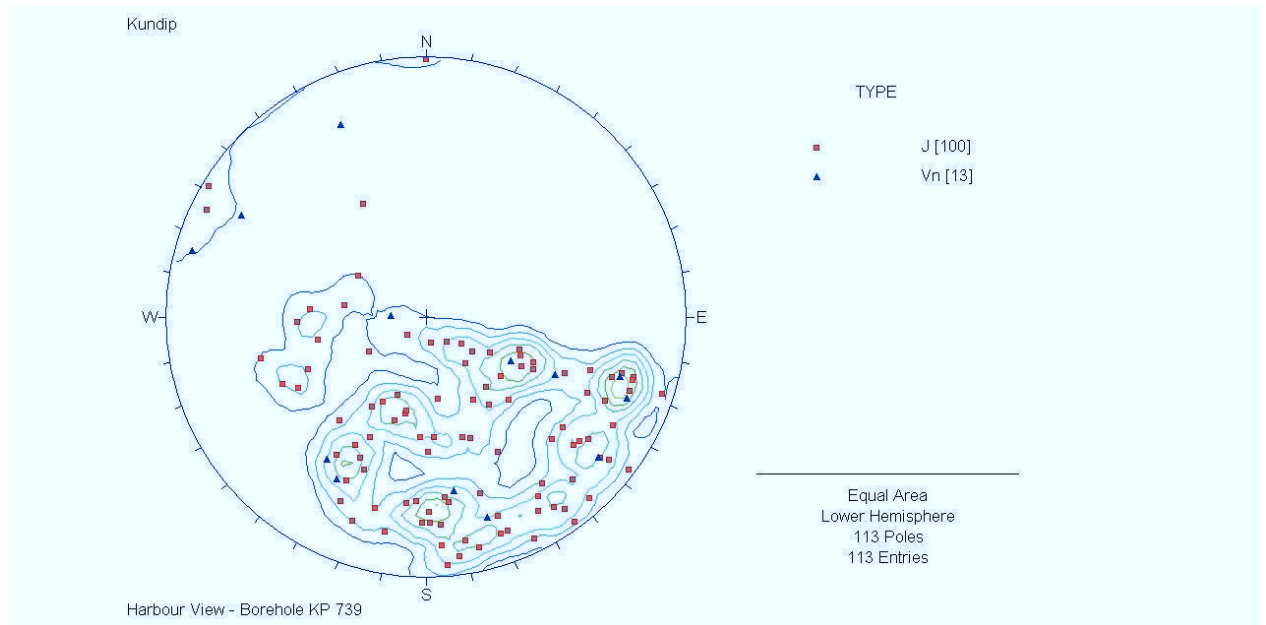 Kundip
N
TYPE
J [100]
Vn [13]
W
E
Equal Area
Lower Hemisphere
113 Poles
113 Entries
S
Harbour View - Borehole KP 739